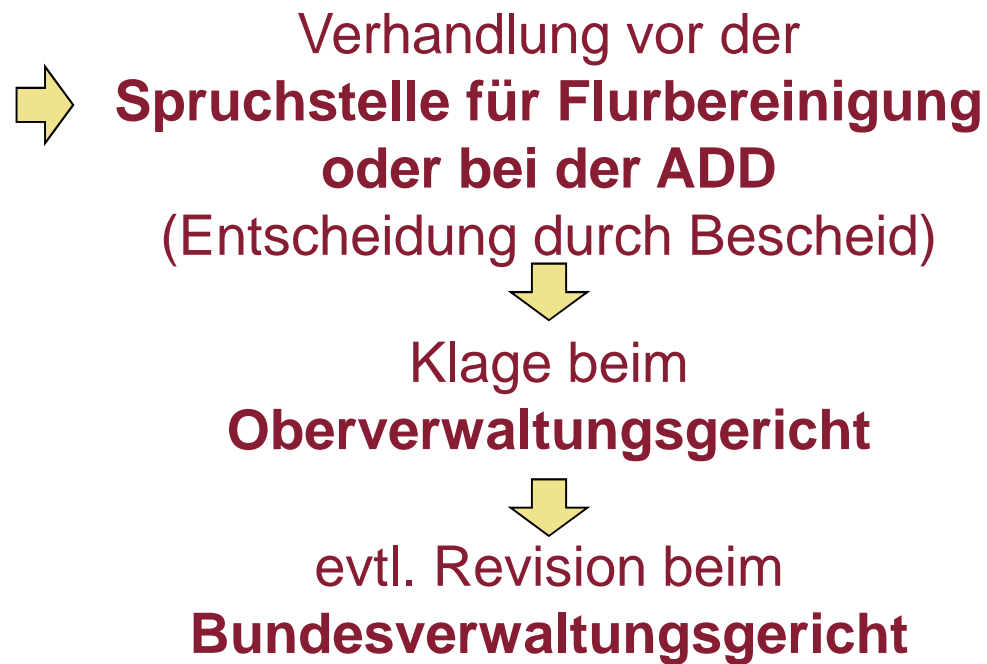 Verhandlung vor der
Spruchstelle für Flurbereinigung
oder bei der ADD
(Entscheidung durch Bescheid)
Klage beim
Oberverwaltungsgericht
evtl. Revision beim
Bundesverwaltungsgericht